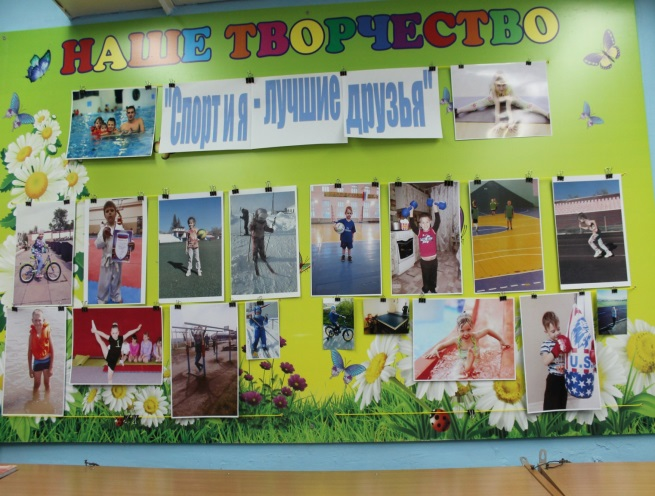 НАШЕ ТВОРЧЕСТВО
"Спорт и я - лучшие друзья"
U.S.